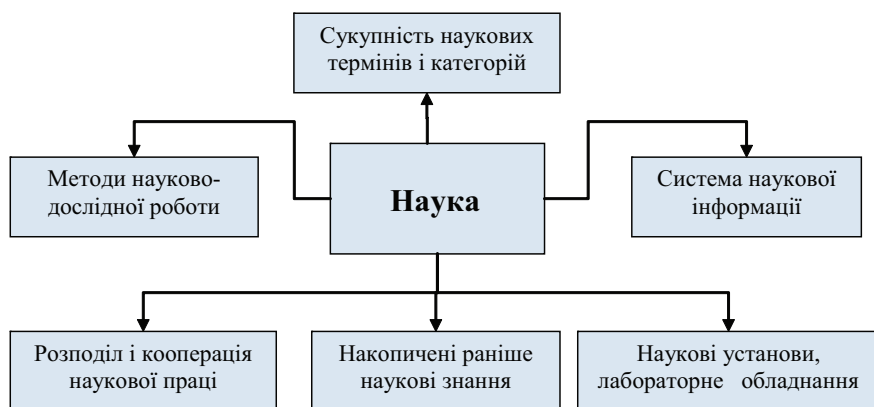 Сукупність наукових
термінів і категорій
Методи науково-
дослідної роботи
Наука
Система наукової
інформації
Розподіл і кооперація
наукової праці
Накопичені раніше
наукові знання
Наукові установи,
лабораторне обладнання